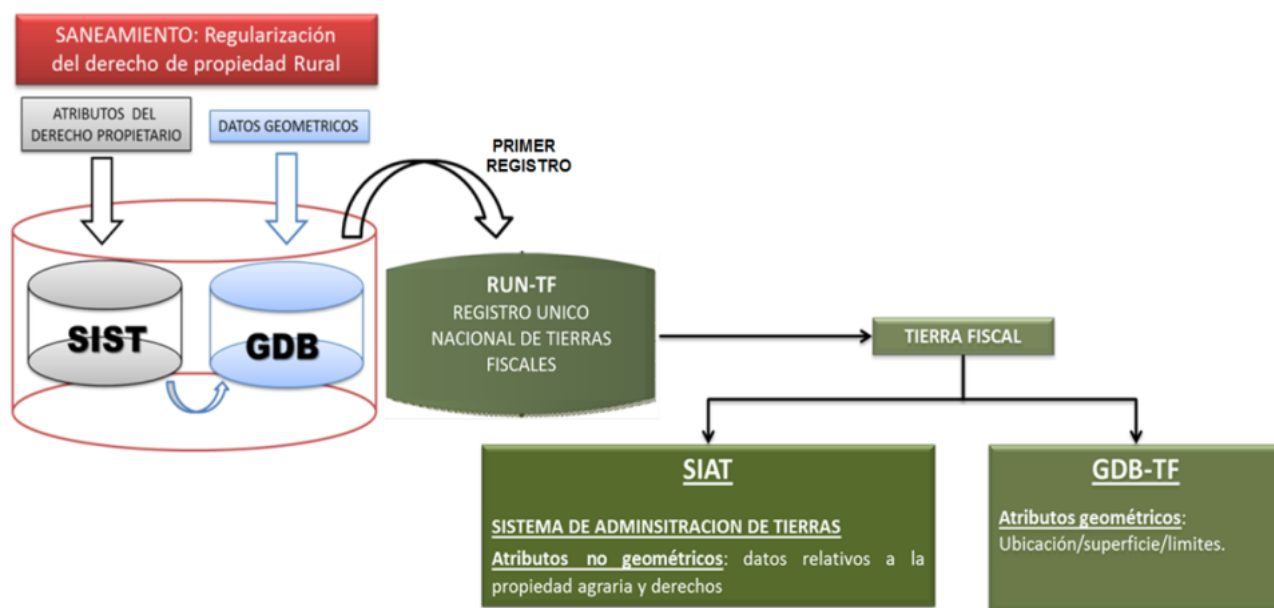 SANEAMIENTO: Regularización
del derecho de propiedad Rural
ATRIBUTOS DEL
DERECHO PROPIETARIO
DATOS GEOMETRICOS
PRIMER
REGISTRO
SIST
GDB
RUN-TF
REGISTRO UNICO
NACIONAL DE TIERRAS
FISCALES
TIERRA FISCAL
SIAT
SISTEMA DE ADMINSITRACION DE TIERRAS
Atributos no geométricos: datos relativos a la
propiedad agraria y derechos
GDB-TF
Atributos geométricos:
Ubicación/superficie/limites.